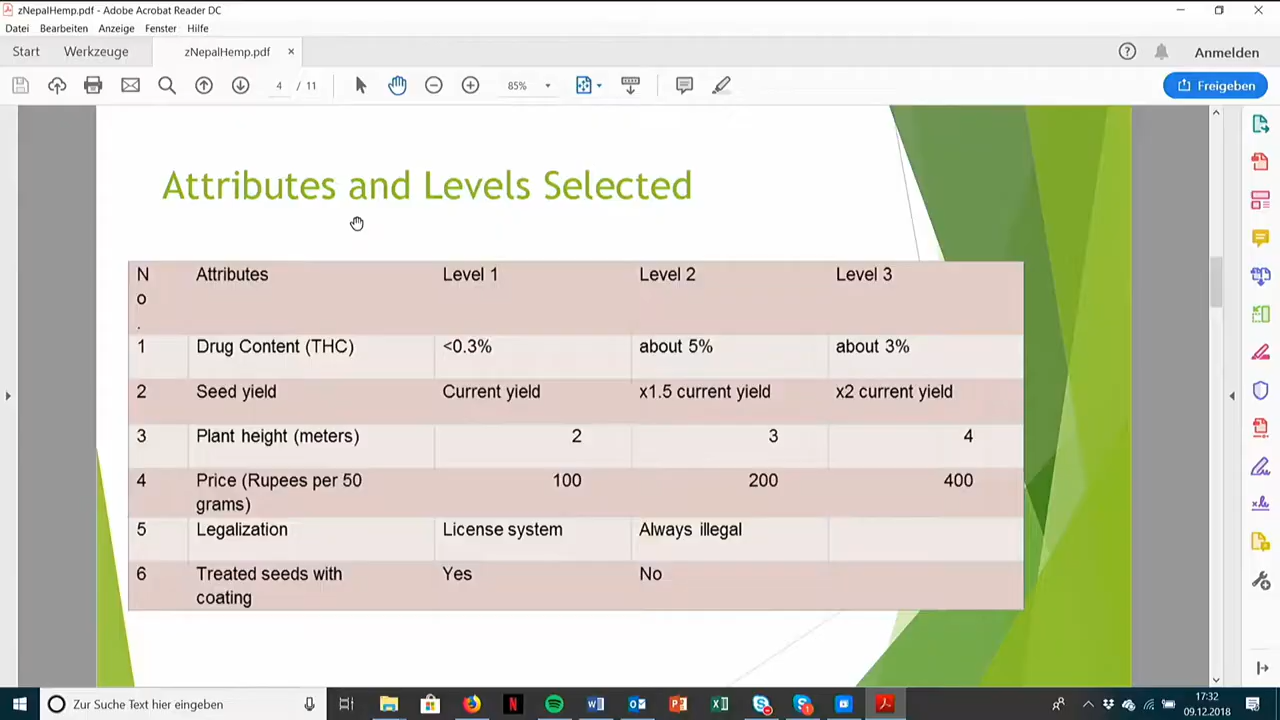 zNepalHemp.pdf - Adobe Acrobat Reader DC
Datei Bearbeiten Anzeige Fenster Hilfe
Start Werkzeuge zNepalHemp.pdf × Anmelden
4 / 11 85% Freigeben
Attributes and Levels Selected
N Attributes Level 1 Level 2 Level 3
o
.
1 Drug Content (THC) <0.3% about 5% about 3%
2 Seed yield Current yield x1.5 current yield x2 current yield
3 Plant height (meters) 2 3 4
4 Price (Rupees per 50 100 200 400
grams)
5 Legalization License system Always illegal
6 Treated seeds with Yes No
coating
Zur Suche Text hier eingeben
17:32
09.12.2018